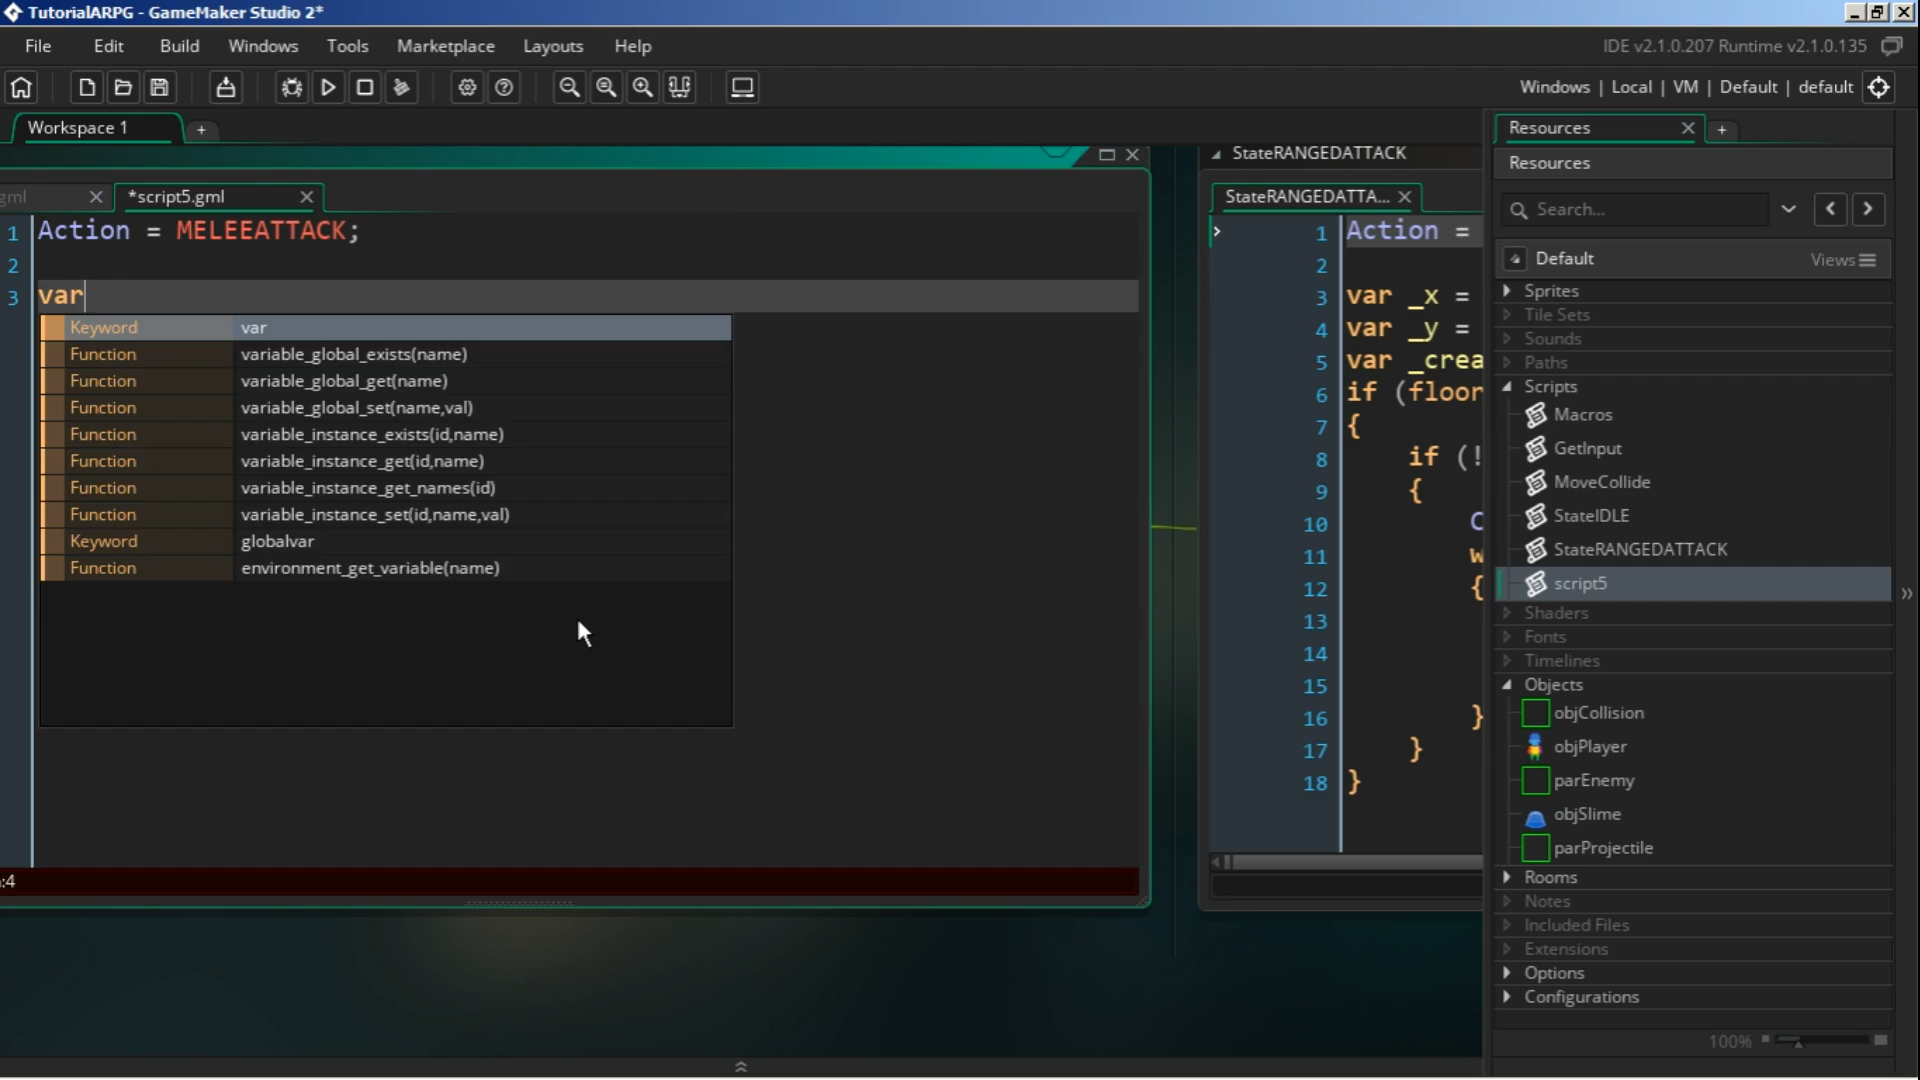 TutorialARPG - GameMaker Studio 2*
File Edit Build Windows Tools Marketplace Layouts Help
IDE v2.1.0.207 Runtime v2.1.0.135
Windows | Local | VM | Default | default
Workspace 1
+
gml
*script5.gml
1 Action = MELEEATTACK;
2
3 var
Keyword var
Function variable_global_exists(name)
Function variable_global_get(name)
Function variable_global_set(name,val)
Function variable_instance_exists(id,name)
Function variable_instance_get(id,name)
Function variable_instance_get_names(id)
Function variable_instance_set(id,name,val)
Keyword globalvar
Function environment_get_variable(name)
:4
StateRANGEDATTACK
StateRANGEDATTA...
1 Action =
2
3 var _x =
4 var _y =
5 var _crea
6 if (floor
7 {
8 if (!
9 {
10 C
11 w
12 {
13
14
15
16 }
17 }
18 }
Resources
+
Resources
Search...
Default Views
Sprites
Tile Sets
Sounds
Paths
Scripts
Macros
GetInput
MoveCollide
StateIDLE
StateRANGEDATTACK
script5
Shaders
Fonts
Timelines
Objects
objCollision
objPlayer
parEnemy
objSlime
parProjectile
Rooms
Notes
Included Files
Extensions
Options
Configurations
100%